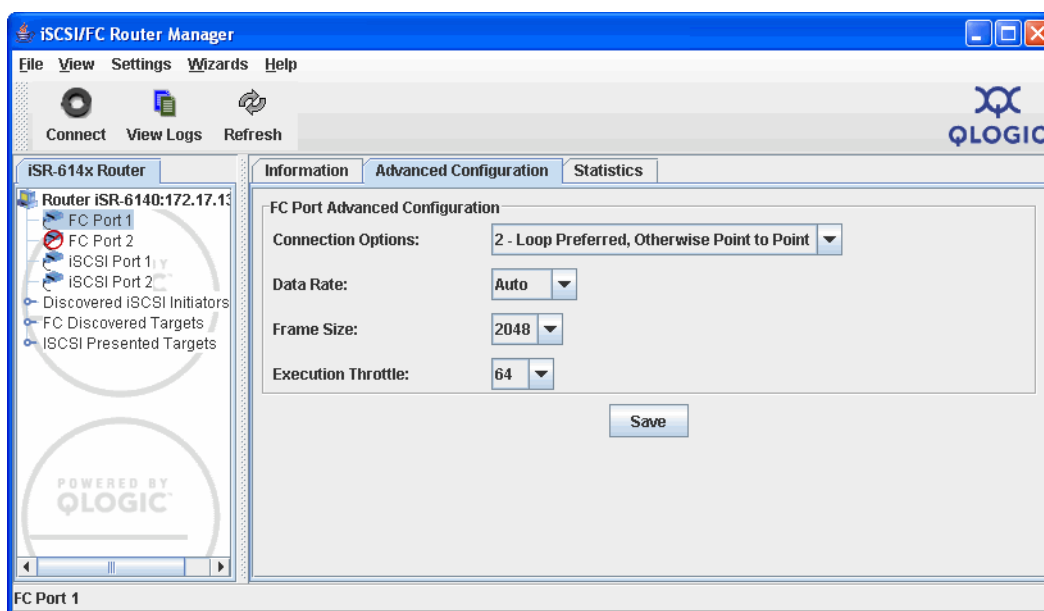 iSCSI/FC Router Manager
File View Settings Wizards Help
Connect View Logs Refresh
QLOGIC
iSR-614x Router
Information Advanced Configuration Statistics
Router iSR-6140:172.17.13
FC Port 1
FC Port 2
iSCSI Port 1
iSCSI Port 2
Discovered iSCSI Initiators
FC Discovered Targets
ISCSI Presented Targets
FC Port Advanced Configuration
Connection Options: 2 - Loop Preferred, Otherwise Point to Point
Data Rate: Auto
Frame Size: 2048
Execution Throttle: 64
Save
POWERED BY
QLOGIC
FC Port 1